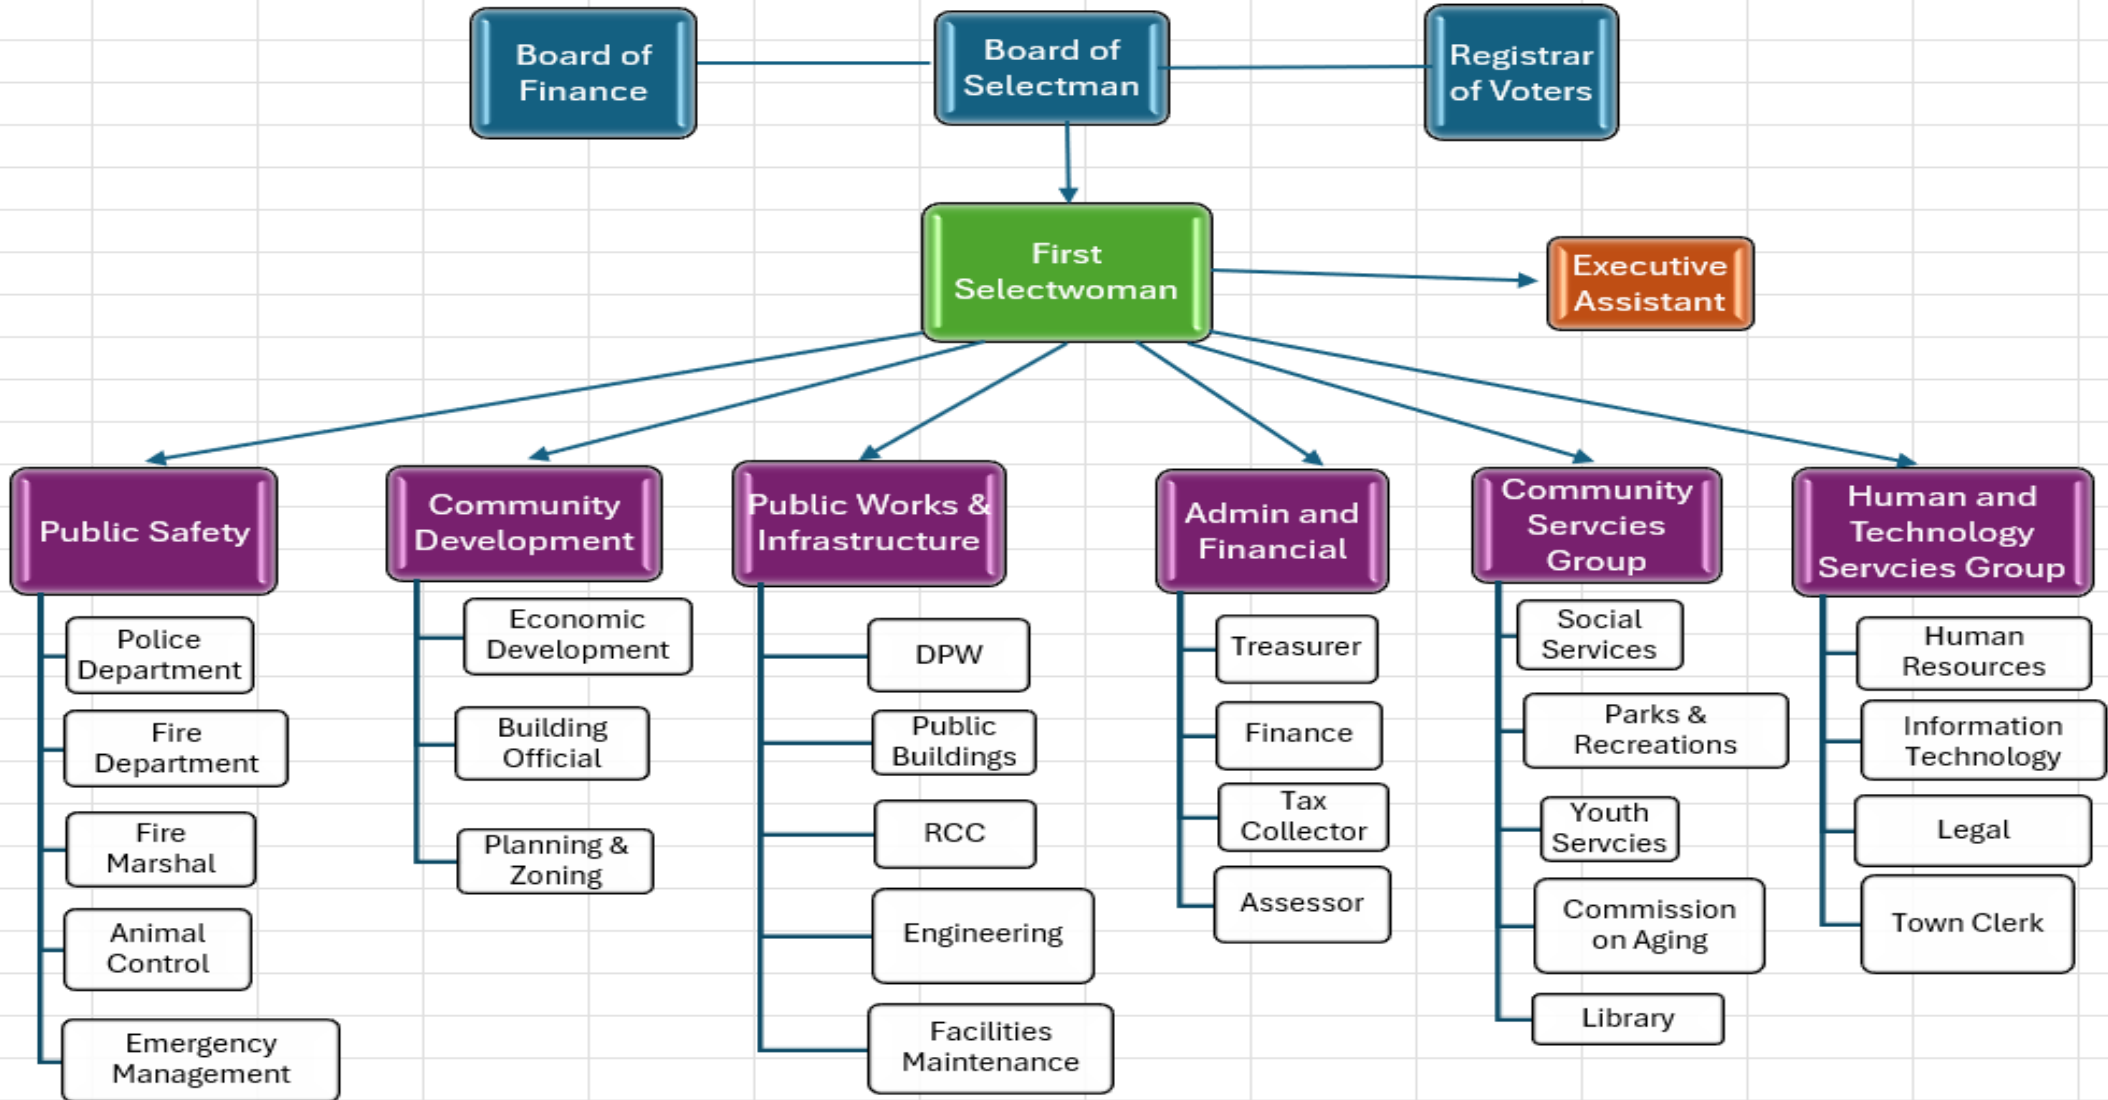 Board of
Finance
Board of
Selectman
Registrar
of Voters
First
Selectwoman
Executive
Assistant
Public Safety
Community
Development
Public Works &
Infrastructure
Admin and
Financial
Community
Servcies
Group
Human and
Technology
Servcies Group
Police
Department
Fire
Department
Fire
Marshal
Animal
Control
Emergency
Management
Economic
Development
Building
Official
Planning &
Zoning
DPW
Public
Buildings
RCC
Engineering
Facilities
Maintenance
Treasurer
Finance
Tax
Collector
Assessor
Social
Services
Parks &
Recreations
Youth
Servcies
Commission
on Aging
Library
Human
Resources
Information
Technology
Legal
Town Clerk